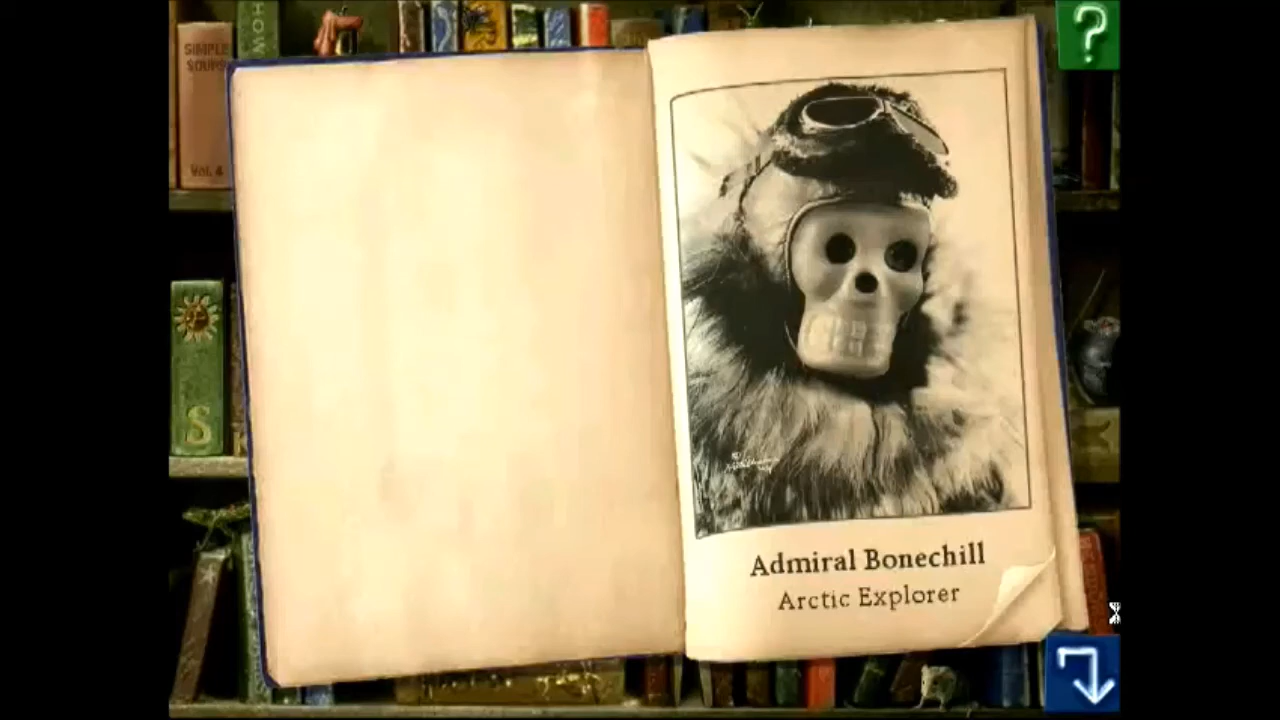 SIMPLE
SOUPS
Vol. 4
HOW
?
S
Admiral Bonechill
Arctic Explorer